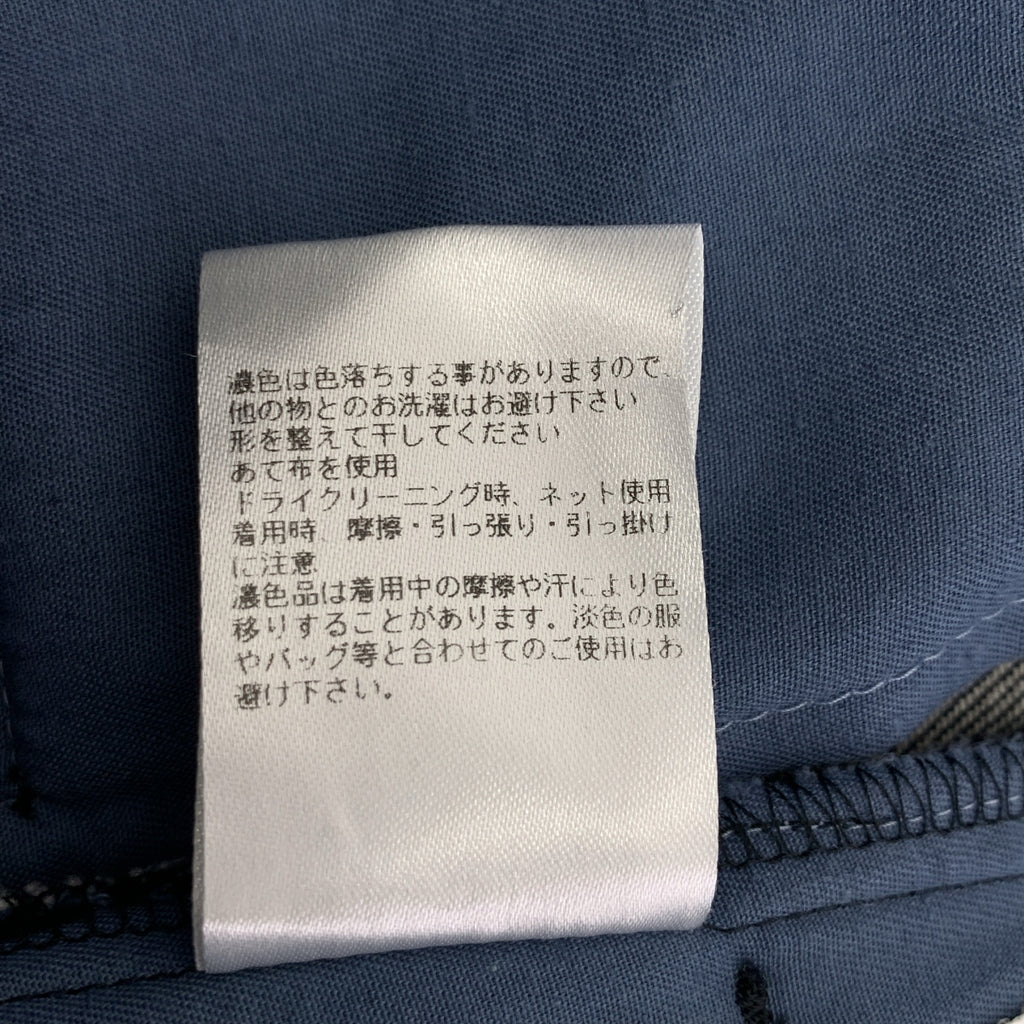 濃色は色落ちする事がありますので、
他の物とのお洗濯はお避け下さい
形を整えて干してください
あて布を使用
ドライクリーニング時、ネット使用
着用時、摩擦・引っ張り・引っ掛け
に注意
濃色品は着用中の摩擦や汗により色
移りすることがあります。淡色の服
やバッグ等と合わせてのご使用はお
避け下さい。